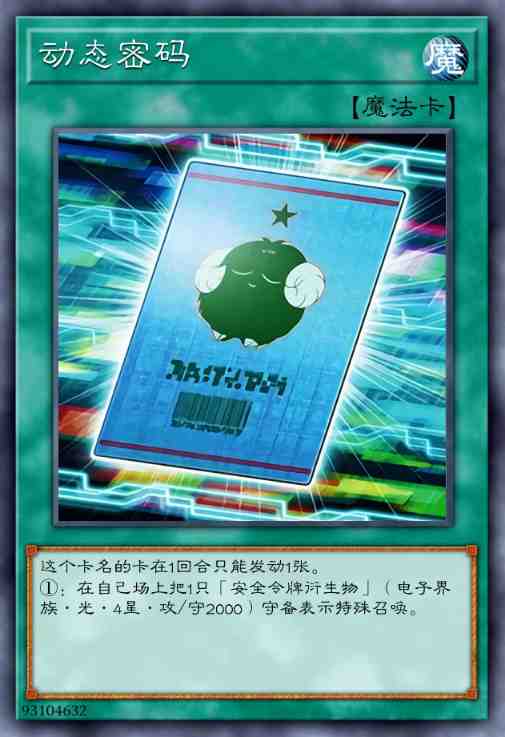 动态密码
魔
【魔法卡】
这个卡名的卡在1回合只能发动1张。
①：在自己场上把1只「安全令牌衍生物」（电子界
族·光·4星·攻/守2000）守备表示特殊召唤。
93104632